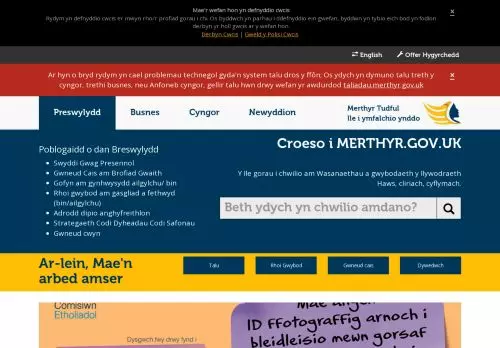 Mae'r wefan hon yn defnyddio cwcis
Rydym yn defnyddio cwcis er mwyn rhoi'r profiad gorau i chi. Os byddwch yn parhau i ddefnyddio ein gwefan, byddwn yn tybio eich bod yn fodlon
derbyn yr holl gwcis ar y wefan hon.
Derbyn Cwcis | Gweld y Polisi Cwcis
English
Offer Hygyrchedd
Ar hyn o bryd rydym yn cael problemau technegol gyda'n system talu dros y ffôn; Os ydych yn dymuno talu treth y
cyngor, trethi busnes, neu Anfoneb cyngor, gellir talu hwn drwy wefan yr awdurdod taliadau.merthyr.gov.uk
Preswylydd
Busnes
Cyngor
Newyddion
Merthyr Tudful
lle i ymfalchïo ynddo
Croeso i MERTHYR.GOV.UK
Poblogaidd o dan Breswylydd
Swyddi Gwag Presennol
Gwneud Cais am Brofiad Gwaith
Gofyn am gynhwysydd ailgylchu/ bin
Rhoi gwybod am gasgliad a fethwyd
(bin/ailgylchu)
Adrodd dipio anghyfreithlon
Strategaeth Codi Dyheadau Codi Safonau
Gwneud cwyn
Y lle gorau i chwilio am Wasanaethau a gwybodaeth y llywodraeth
Haws, cliriach, cyflymach.
Beth ydych yn chwilio amdano?
Ar-lein, Mae'n
arbed amser
Talu
Rhoi Gwybod
Gwneud cais
Dywedwch
Comisiwn
Etholiadol
Dysgwch fwy drwy fynd i
Mae angen
ID ffotograffig arnoch i
bleidleisio mewn gorsaf